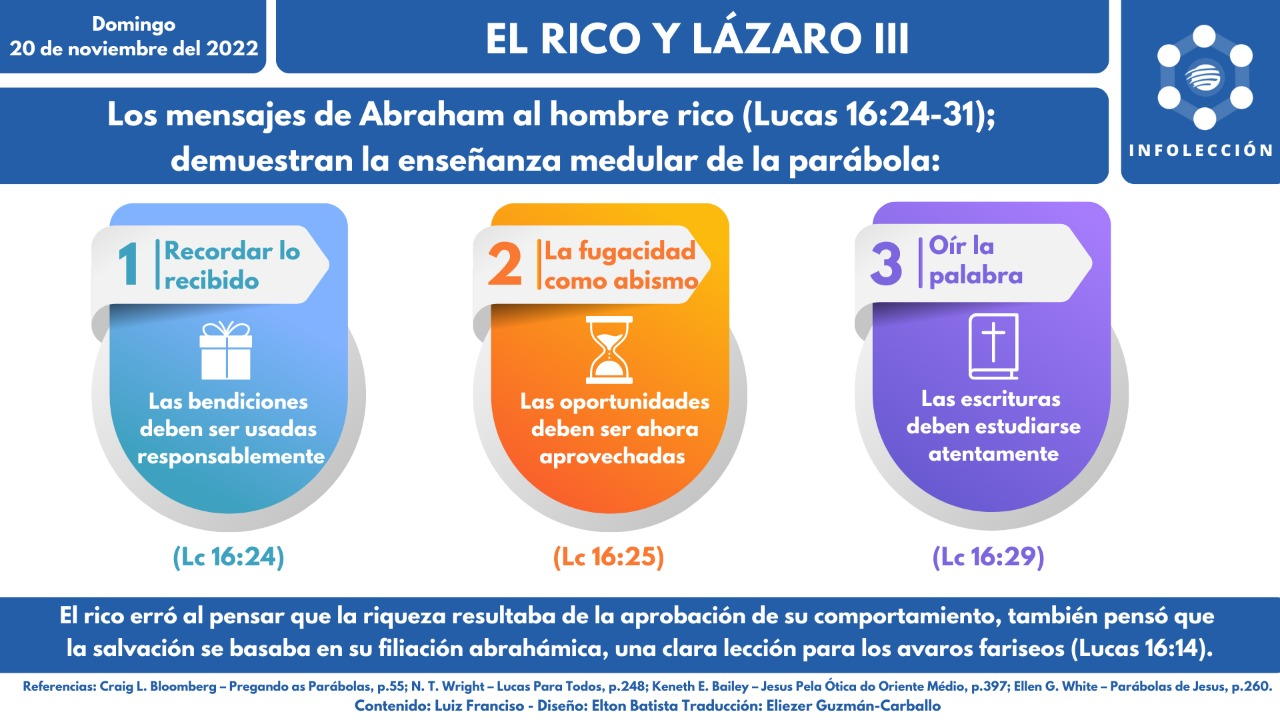 Domingo
20 de noviembre del 2022
EL RICO Y LÁZARO III
INFOLECCIÓN
Los mensajes de Abraham al hombre rico (Lucas 16:24-31);
demuestran la enseñanza medular de la parábola:
1
Recordar lo
recibido
Las bendiciones
deben ser usadas
responsablemente
(Lc 16:24)
2
La fugacidad
como abismo
Las oportunidades
deben ser ahora
aprovechadas
(Lc 16:25)
3
Oír la
palabra
Las escrituras
deben estudiarse
atentamente
(Lc 16:29)
El rico erró al pensar que la riqueza resultaba de la aprobación de su comportamiento, también pensó que
la salvación se basaba en su filiación abrahámica, una clara lección para los avaros fariseos (Lucas 16:14).
Referencias: Craig L. Bloomberg – Pregando as Parábolas, p.55; N. T. Wright – Lucas Para Todos, p.248; Keneth E. Bailey – Jesus Pela Ótica do Oriente Médio, p.397; Ellen G. White – Parábolas de Jesus, p.260.
Contenido: Luiz Franciso - Diseño: Elton Batista Traducción: Eliezer Guzmán-Carballo